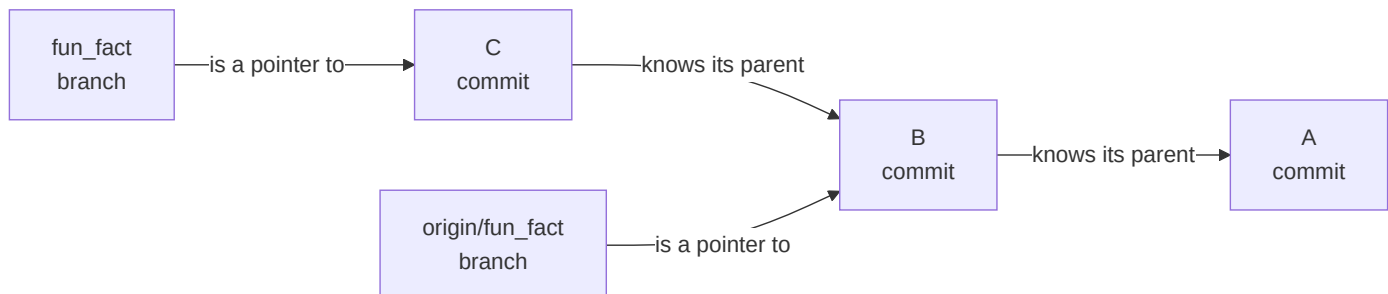 fun_fact
branch
is a pointer to
C
commit
knows its parent
B
commit
knows its parent
A
commit
origin/fun_fact
branch
is a pointer to